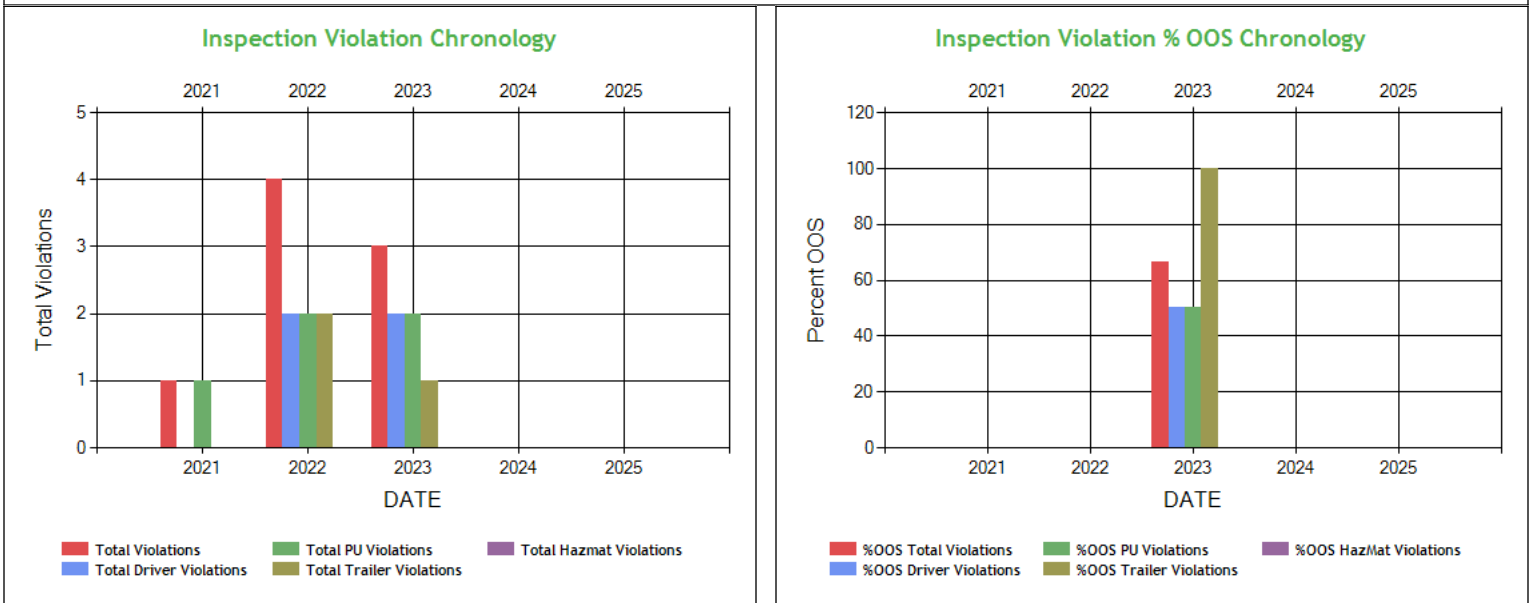 Inspection Violation Chronology
2021 2022 2023 2024 2025
5
4
3
2
1
0
Total Violations
2021 2022 2023 2024 2025
DATE
Total Violations Total PU Violations Total Hazmat Violations
Total Driver Violations Total Trailer Violations
Inspection Violation % OOS Chronology
2021 2022 2023 2024 2025
120
100
80
60
40
20
0
Percent OOS
2021 2022 2023 2024 2025
DATE
%OOS Total Violations %OOS PU Violations %OOS HazMat Violations
%OOS Driver Violations %OOS Trailer Violations